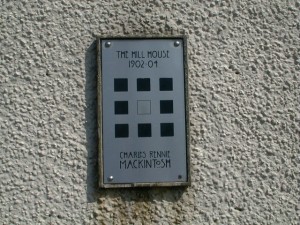 THE HILL HOUSE
1902-04
CHARLES RENNIE
MACKINTOSH